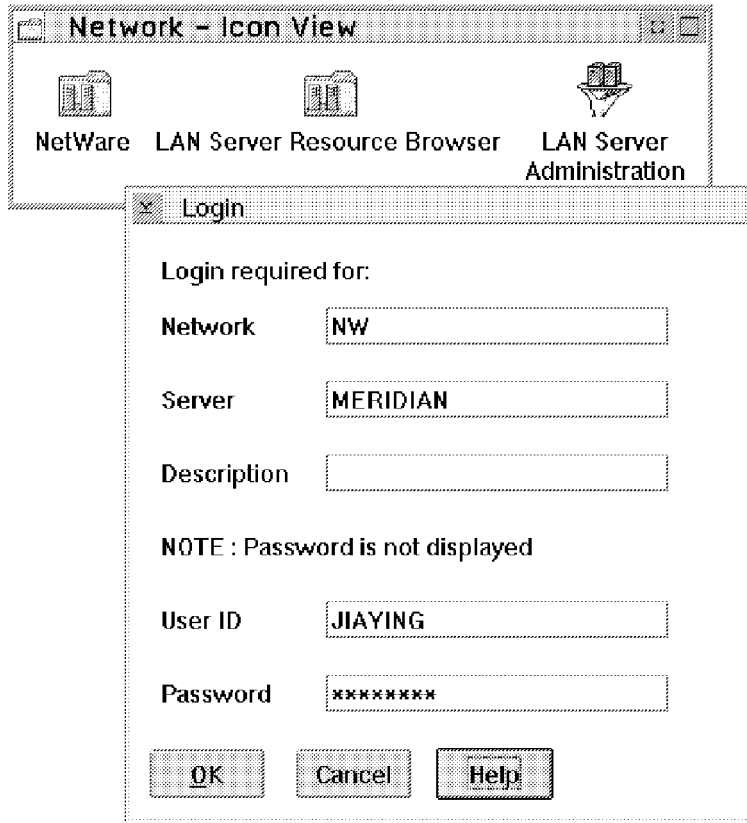 Network - Icon View
NetWare LAN Server Resource Browser LAN Server
Administration
Login
Login required for:
Network NW
Server MERIDIAN
Description
NOTE : Password is not displayed
User ID JIAYING
Password ********
OK Cancel Help